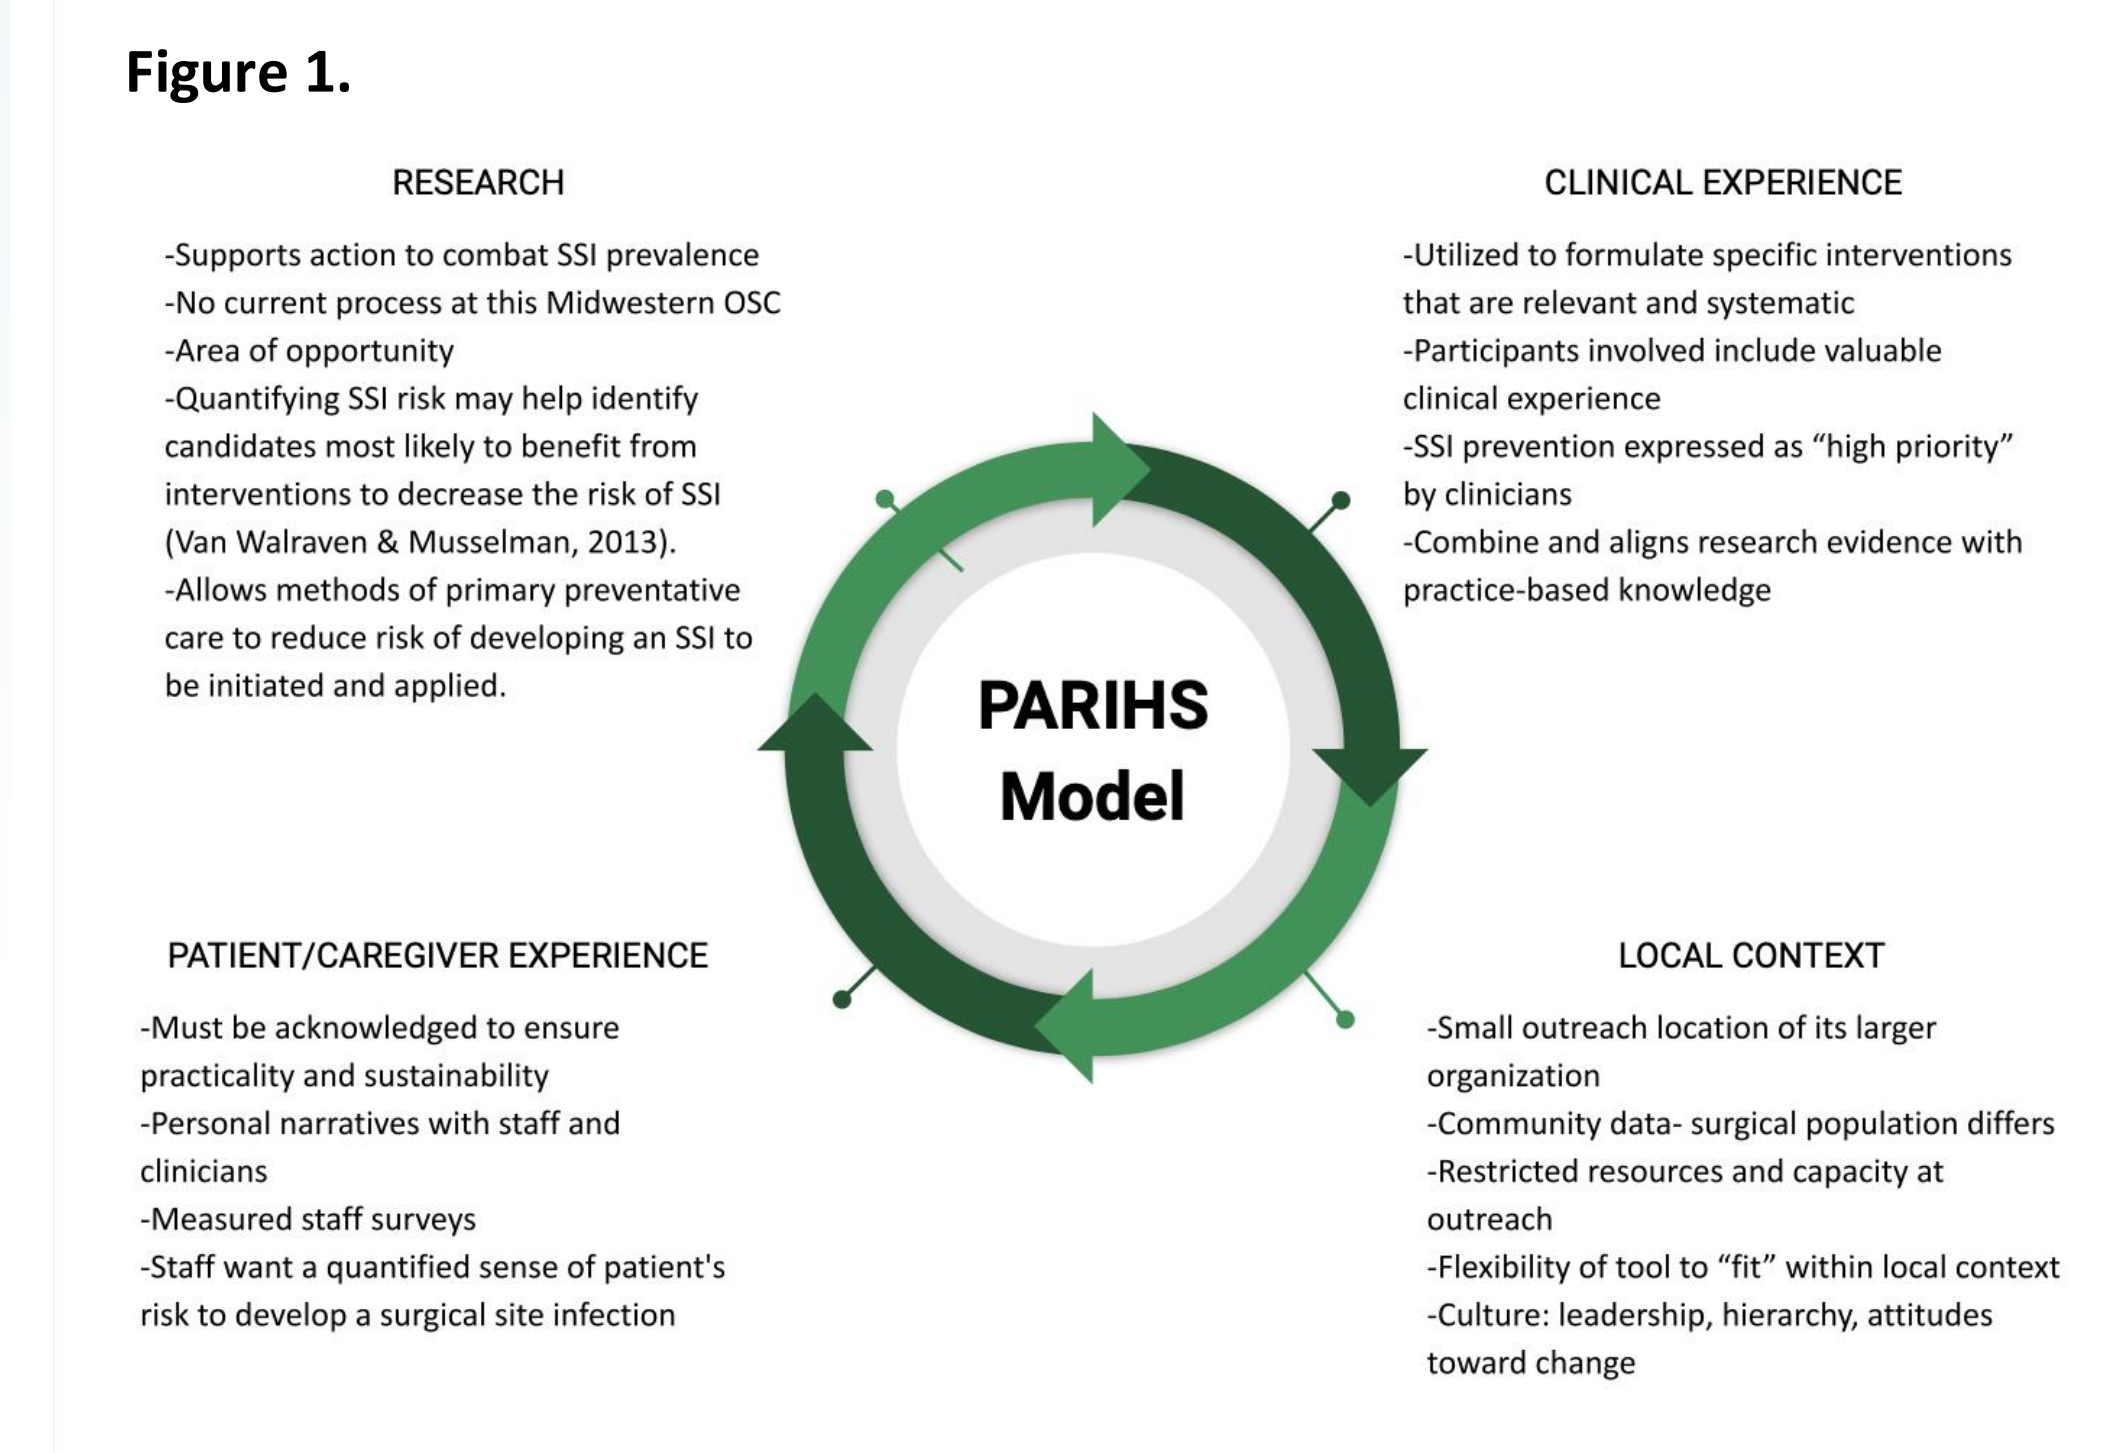 Figure 1.
RESEARCH
-Supports action to combat SSI prevalence
-No current process at this Midwestern OSC
-Area of opportunity
-Quantifying SSI risk may help identify
candidates most likely to benefit from
interventions to decrease the risk of SSI
(Van Walraven & Musselman, 2013).
-Allows methods of primary preventative
care to reduce risk of developing an SSI to
be initiated and applied.
CLINICAL EXPERIENCE
-Utilized to formulate specific interventions
that are relevant and systematic
-Participants involved include valuable
clinical experience
-SSI prevention expressed as “high priority”
by clinicians
-Combine and aligns research evidence with
practice-based knowledge
PARIHS
Model
PATIENT/CAREGIVER EXPERIENCE
-Must be acknowledged to ensure
practicality and sustainability
-Personal narratives with staff and
clinicians
-Measured staff surveys
-Staff want a quantified sense of patient's
risk to develop a surgical site infection
LOCAL CONTEXT
-Small outreach location of its larger
organization
-Community data- surgical population differs
-Restricted resources and capacity at
outreach
-Flexibility of tool to “fit” within local context
-Culture: leadership, hierarchy, attitudes
toward change